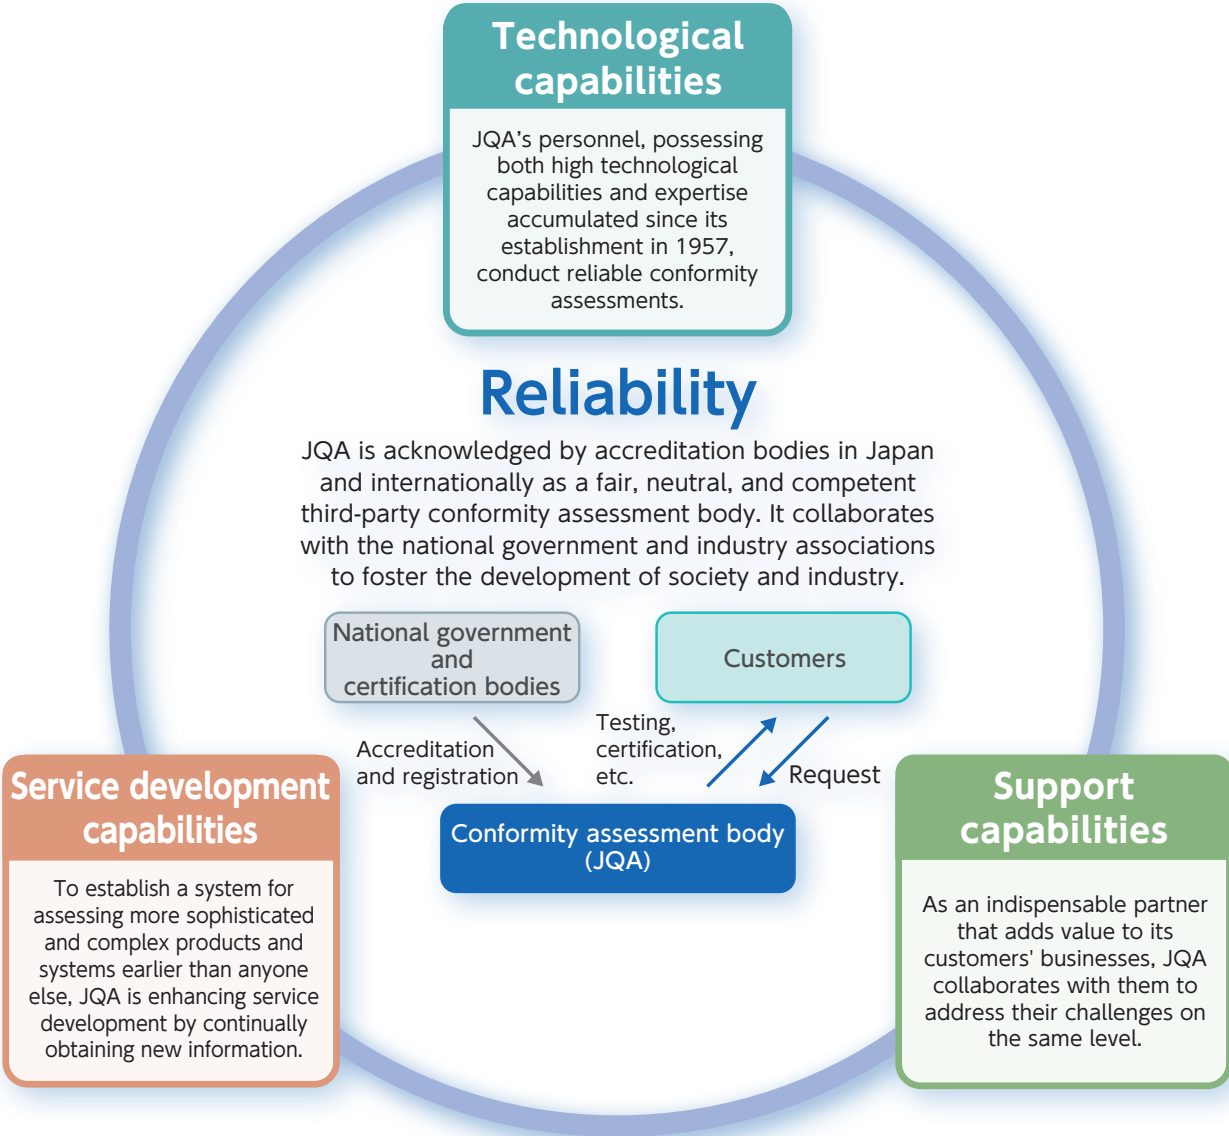 Technological
capabilities
JQA’s personnel, possessing
both high technological
capabilities and expertise
accumulated since its
establishment in 1957,
conduct reliable conformity
assessments.
Reliability
JQA is acknowledged by accreditation bodies in Japan
and internationally as a fair, neutral, and competent
third-party conformity assessment body. It collaborates
with the national government and industry associations
to foster the development of society and industry.
National government
and
certification bodies
Customers
Accreditation
and registration
Testing,
certification,
etc.
Request
Conformity assessment body
(JQA)
Service development
capabilities
To establish a system for
assessing more sophisticated
and complex products and
systems earlier than anyone
else, JQA is enhancing service
development by continually
obtaining new information.
Support
capabilities
As an indispensable partner
that adds value to its
customers' businesses, JQA
collaborates with them to
address their challenges on
the same level.